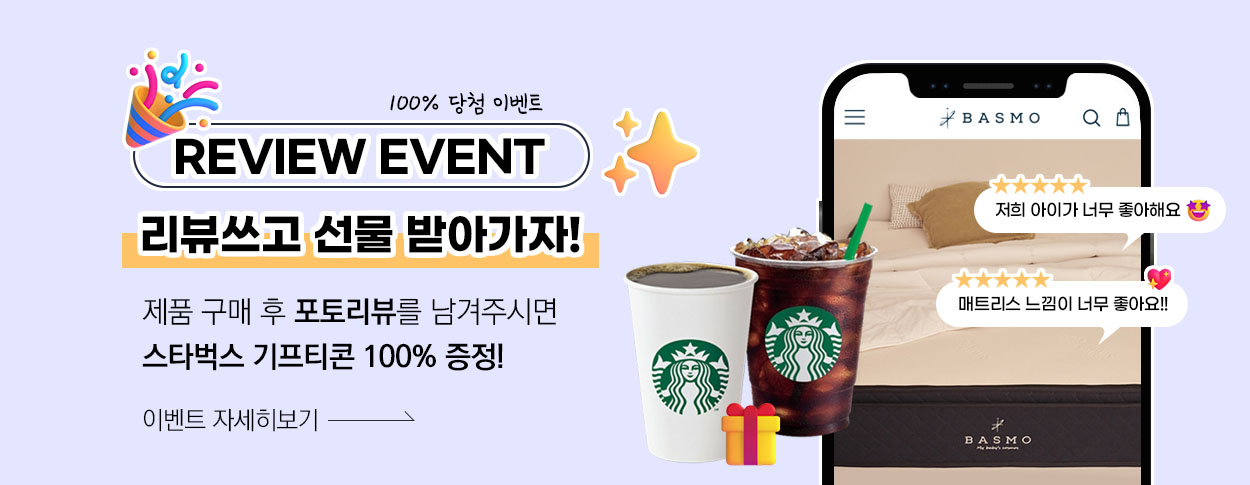 100% 당첨 이벤트
REVIEW EVENT
리뷰쓰고 선물 받아가자!
제품 구매 후 포토리뷰를 남겨주시면
스타벅스 기프티콘 100% 증정!
이벤트 자세히보기
BASMO
저희 아이가 너무 좋아해요
매트리스 느낌이 너무 좋아요!!
BASMO